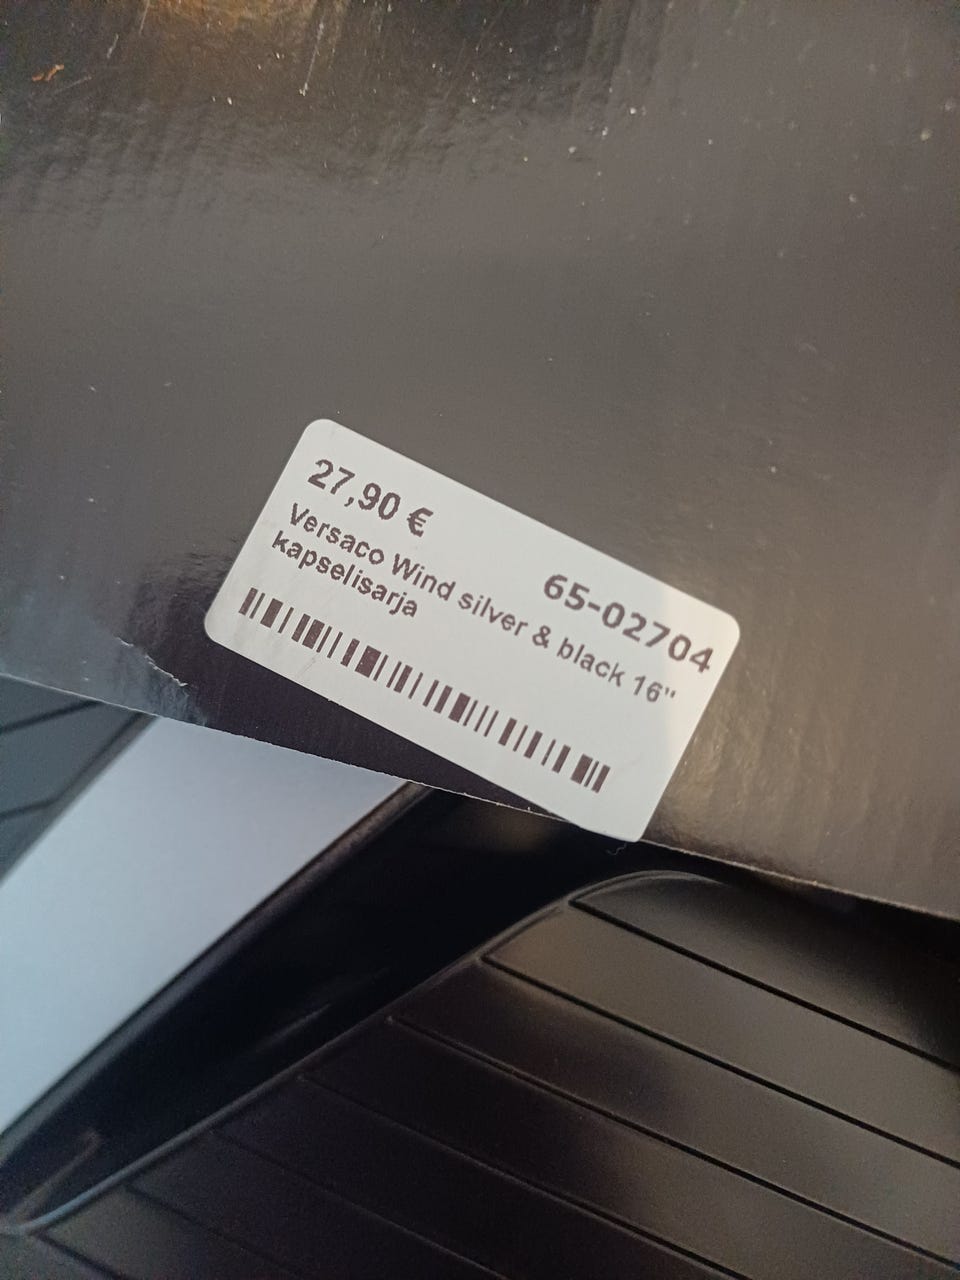 27,90 €
65-02704
Versaco Wind silver & black 16"
kapselisarja